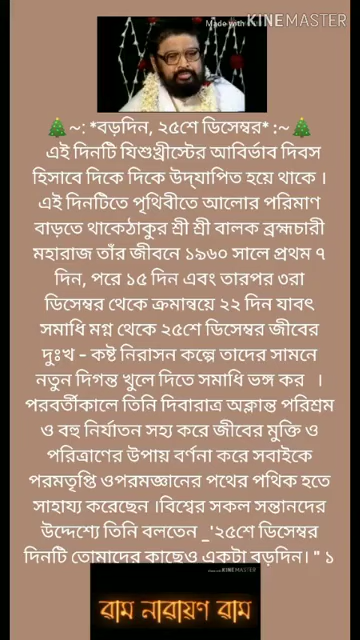 Made with KINEMASTER
🎄~: *বড়দিন, ২৫শে ডিসেম্বর* :~🎄
এই দিনটি যিশুখ্রীস্টের আবির্ভাব দিবস
হিসাবে দিকে দিকে উদ্‌যাপিত হয়ে থাকে ।
এই দিনটিতে পৃথিবীতে আলোর পরিমাণ
বাড়তে থাকেঠাকুর শ্রী শ্রী বালক ব্রহ্মচারী
মহারাজ তাঁর জীবনে ১৯৬০ সালে প্রথম ৭
দিন, পরে ১৫ দিন এবং তারপর ৩রা
ডিসেম্বর থেকে ক্রমান্বয়ে ২২ দিন যাবৎ
সমাধি মগ্ন থেকে ২৫শে ডিসেম্বর জীবের
দুঃখ - কষ্ট নিরাসন কল্পে তাদের সামনে
নতুন দিগন্ত খুলে দিতে সমাধি ভঙ্গ কর ।
পরবর্তীকালে তিনি দিবারাত্র অক্লান্ত পরিশ্রম
ও বহু নির্যাতন সহ্য করে জীবের মুক্তি ও
পরিত্রাণের উপায় বর্ণনা করে সবাইকে
পরমতৃপ্তি ওপরমজ্ঞানের পথের পথিক হতে
সাহায্য করেছেন ।বিশ্বের সকল সন্তানদের
উদ্দেশ্যে তিনি বলতেন _'২৫শে ডিসেম্বর
দিনটি তোমাদের কাছেও একটা বড়দিন। " ১
KINEMASTER
রাম নারায়ণ রাম